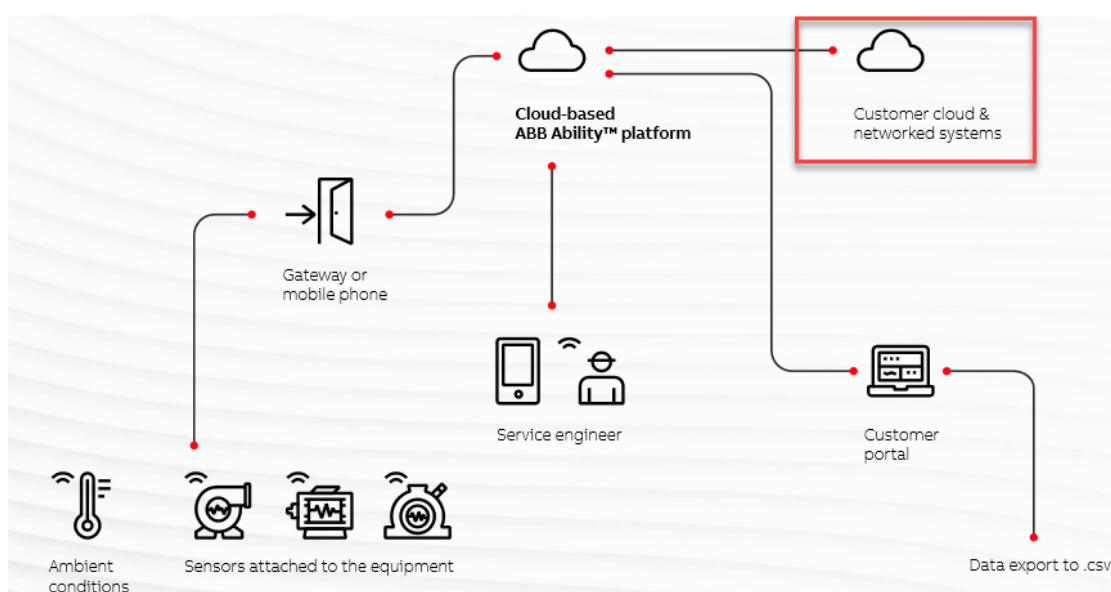 Cloud-based
ABB Ability™ platform
Customer cloud &
networked systems
Gateway or
mobile phone
Service engineer
Customer
portal
Ambient
conditions
Sensors attached to the equipment
Data export to .csv